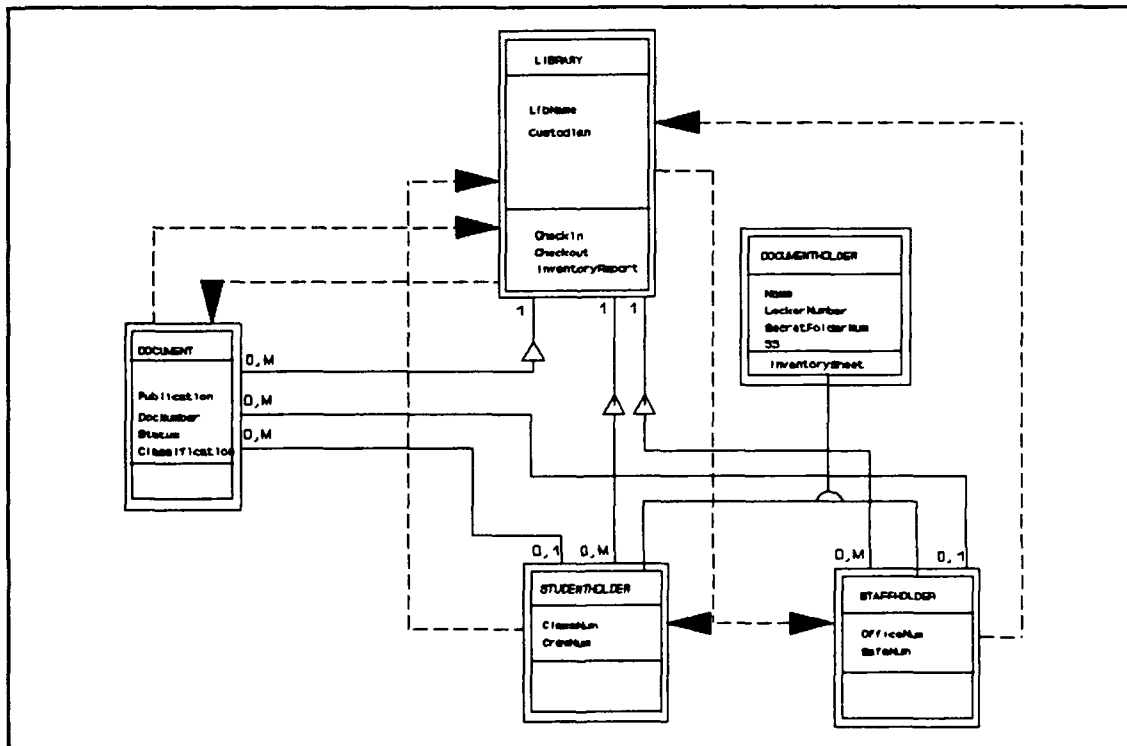 LIBRARY
LibName
Custodian
CheckIn
Checkout
InventoryReport
1
1
1
DOCUMENTHOLDER
Name
LockerNumber
SecretFolderNum
SS
InventorySheet
DOCUMENT
Publication
DocNumber
Status
Classification
0,M
0,M
0,M
0,1
0,M
STUDENTHOLDER
ClassNum
CrewNum
0,M
0,1
STAFFHOLDER
OfficeNum
SafeNum